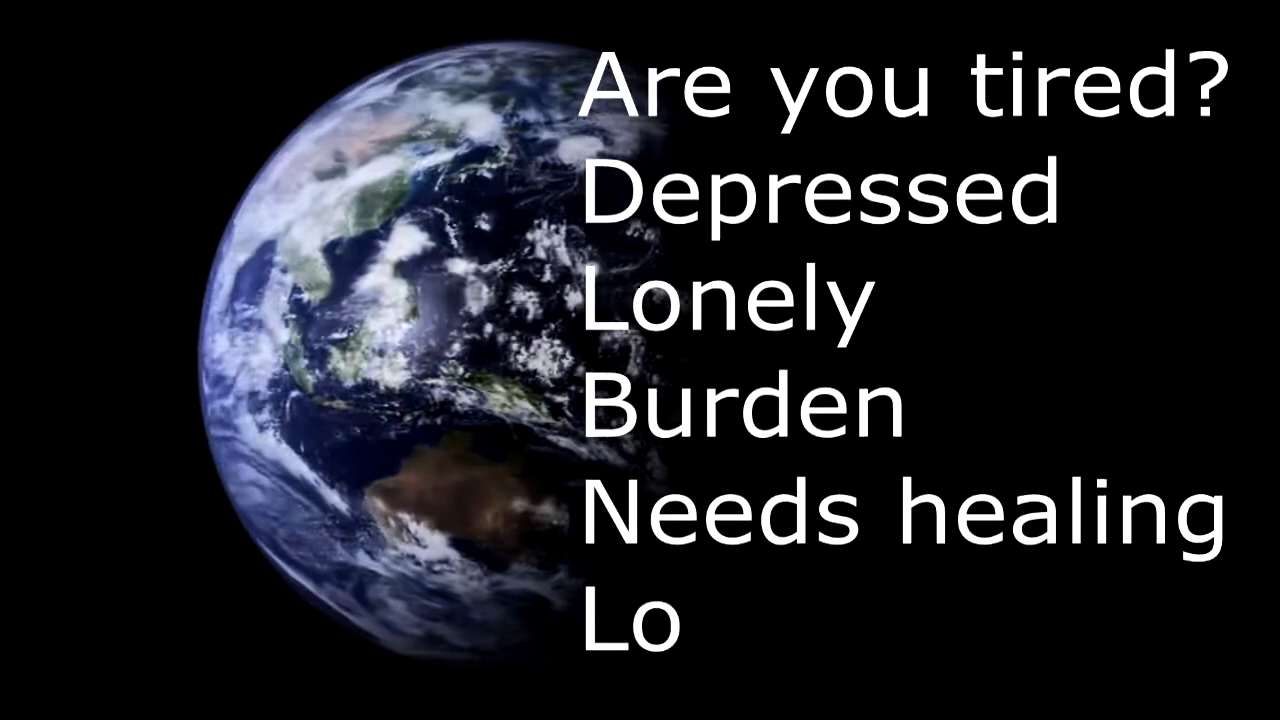 Are you tired?
Depressed
Lonely
Burden
Needs healing
Lo